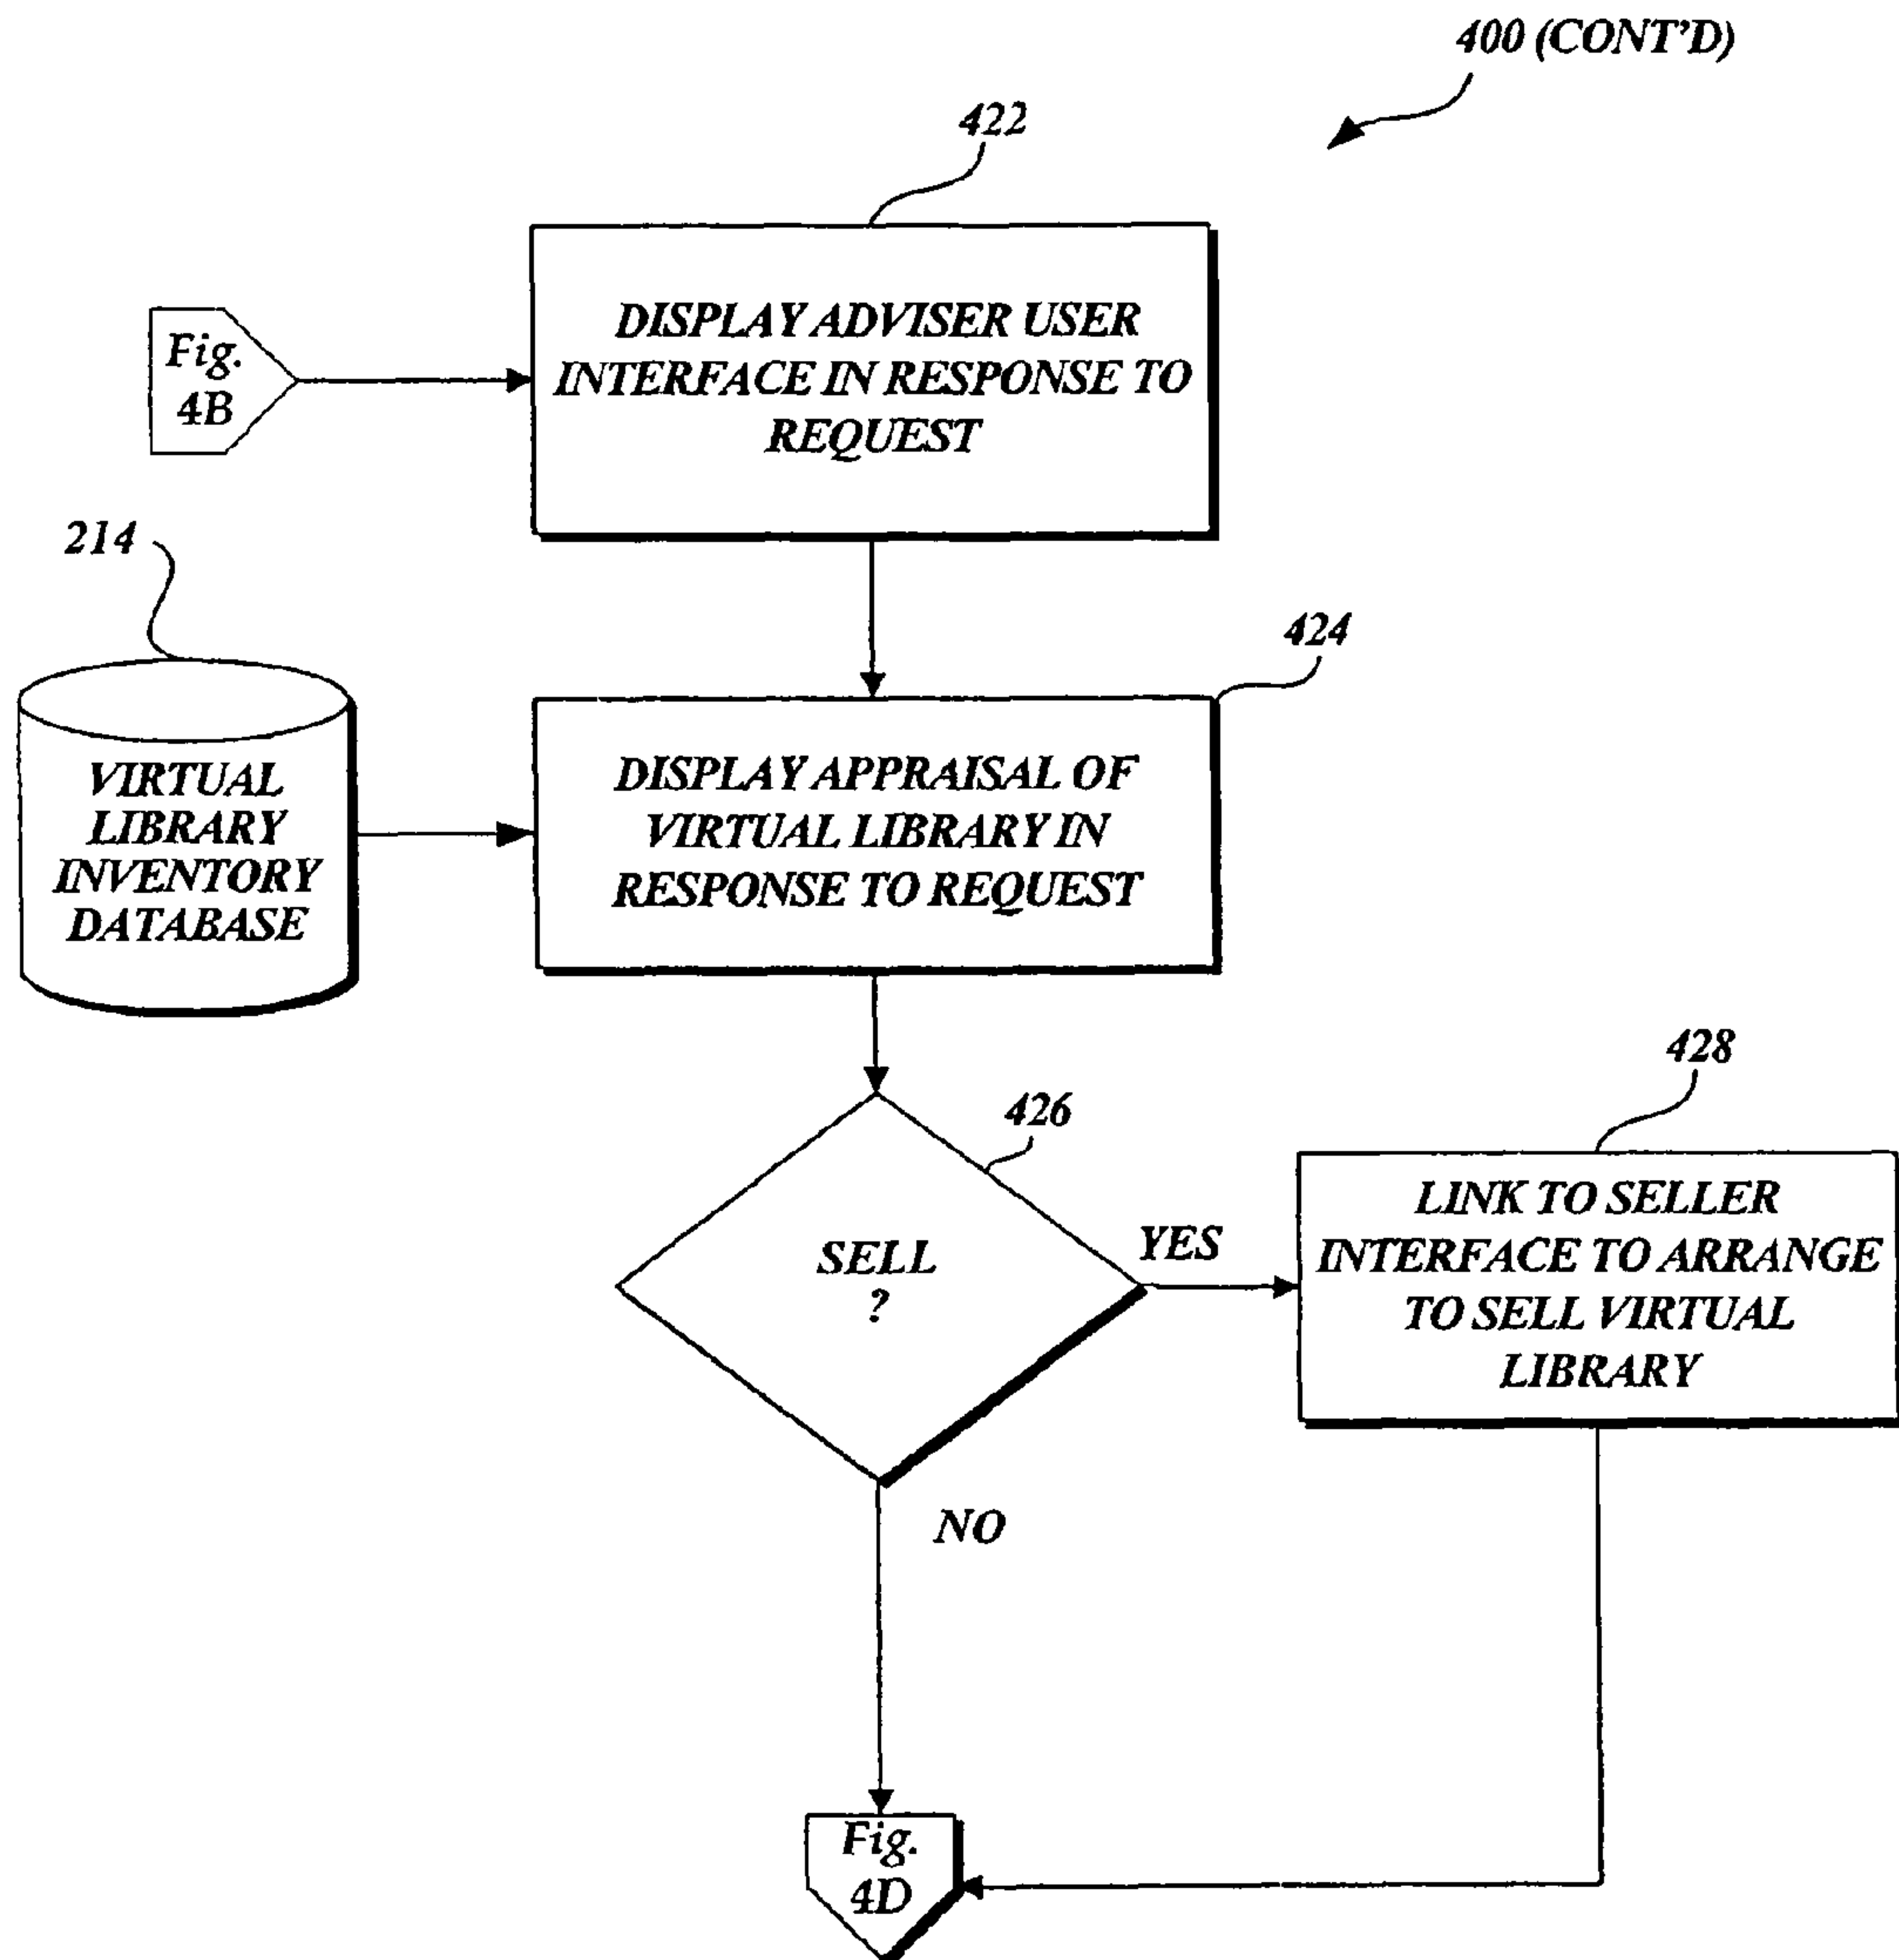 400 (CONT'D)
422
DISPLAY ADVISER USER
INTERFACE IN RESPONSE TO
REQUEST
Fig.
4B
214
VIRTUAL
LIBRARY
INVENTORY
DATABASE
424
DISPLAY APPRAISAL OF
VIRTUAL LIBRARY IN
RESPONSE TO REQUEST
426
SELL
?
YES
NO
428
LINK TO SELLER
INTERFACE TO ARRANGE
TO SELL VIRTUAL
LIBRARY
Fig.
4D